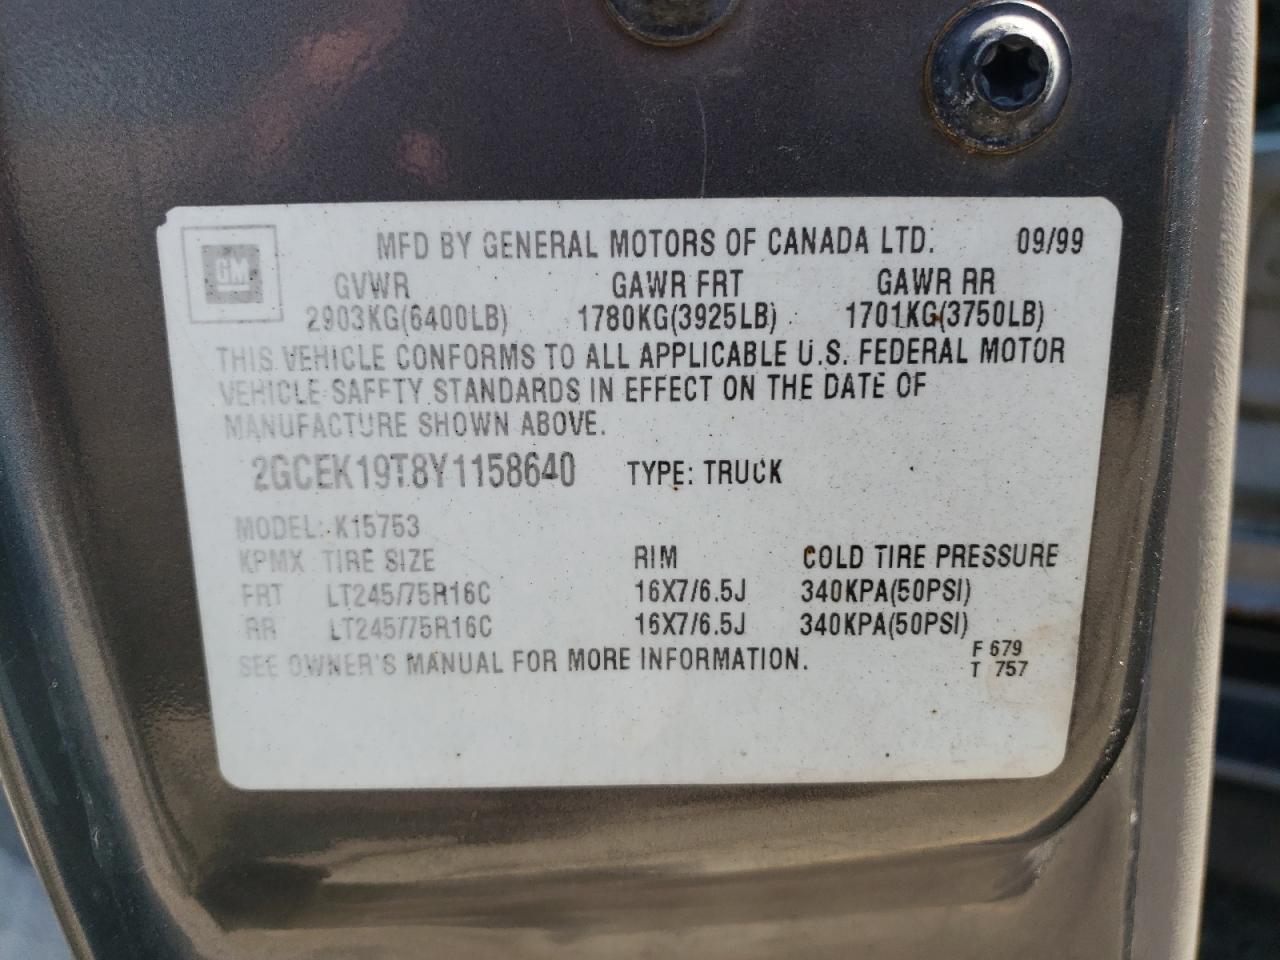 GM
MFD BY GENERAL MOTORS OF CANADA LTD. 09/99
GVWR GAWR FRT GAWR RR
2903KG(6400LB) 1780KG(3925LB) 1701KG(3750LB)
THIS VEHICLE CONFORMS TO ALL APPLICABLE U.S. FEDERAL MOTOR
VEHICLE SAFETY STANDARDS IN EFFECT ON THE DATE OF
MANUFACTURE SHOWN ABOVE.
2GCEK19T8Y1158640 TYPE: TRUCK
MODEL: K15753
KPMX TIRE SIZE RIM COLD TIRE PRESSURE
FRT LT245/75R16C 16X7/6.5J 340KPA(50PSI)
RR LT245/75R16C 16X7/6.5J 340KPA(50PSI)
SEE OWNER'S MANUAL FOR MORE INFORMATION.
F 679
T 757